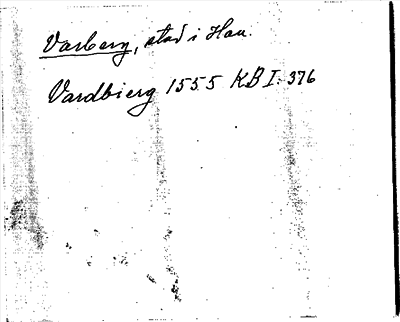 Varberg, stad i Hall.
Vardbierg 1555 KB I: 376